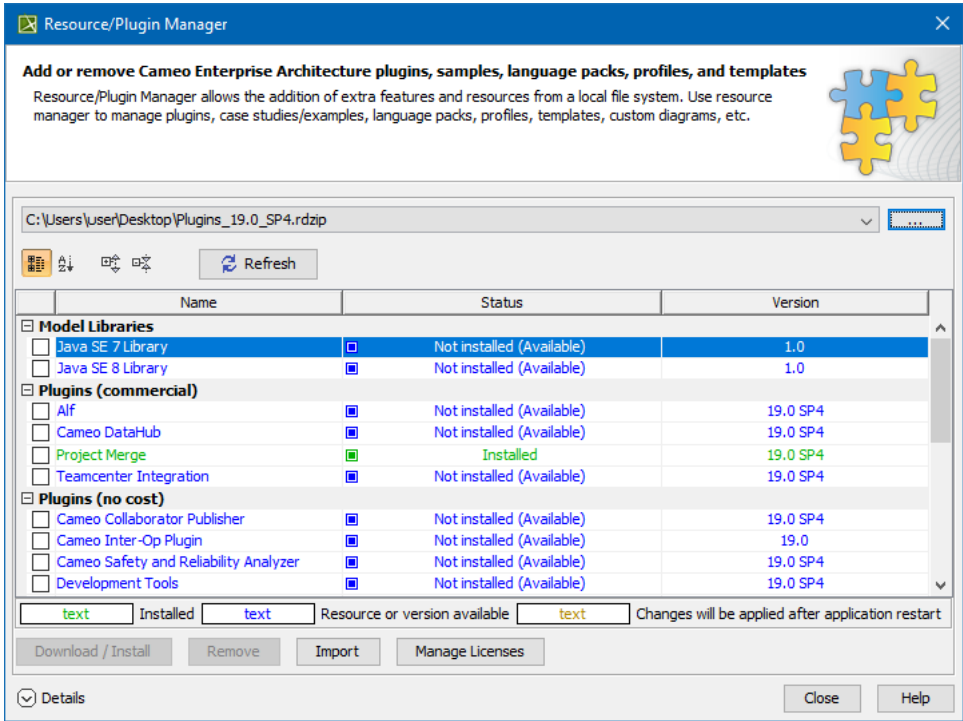 Resource/Plugin Manager
Add or remove Cameo Enterprise Architecture plugins, samples, language packs, profiles, and templates
Resource/Plugin Manager allows the addition of extra features and resources from a local file system. Use resource
manager to manage plugins, case studies/examples, language packs, profiles, templates, custom diagrams, etc.
C:\Users\user\Desktop\Plugins_19.0_SP4.rdzip ...
Refresh
Name Status Version
Model Libraries
Java SE 7 Library Not installed (Available) 1.0
Java SE 8 Library Not installed (Available) 1.0
Plugins (commercial)
Alf Not installed (Available) 19.0 SP4
Cameo DataHub Not installed (Available) 19.0 SP4
Project Merge Installed 19.0 SP4
Teamcenter Integration Not installed (Available) 19.0 SP4
Plugins (no cost)
Cameo Collaborator Publisher Not installed (Available) 19.0 SP4
Cameo Inter-Op Plugin Not installed (Available) 19.0
Cameo Safety and Reliability Analyzer Not installed (Available) 19.0 SP4
Development Tools Not installed (Available) 19.0 SP4
text Installed text Resource or version available text Changes will be applied after application restart
Download / Install Remove Import Manage Licenses
Details Close Help